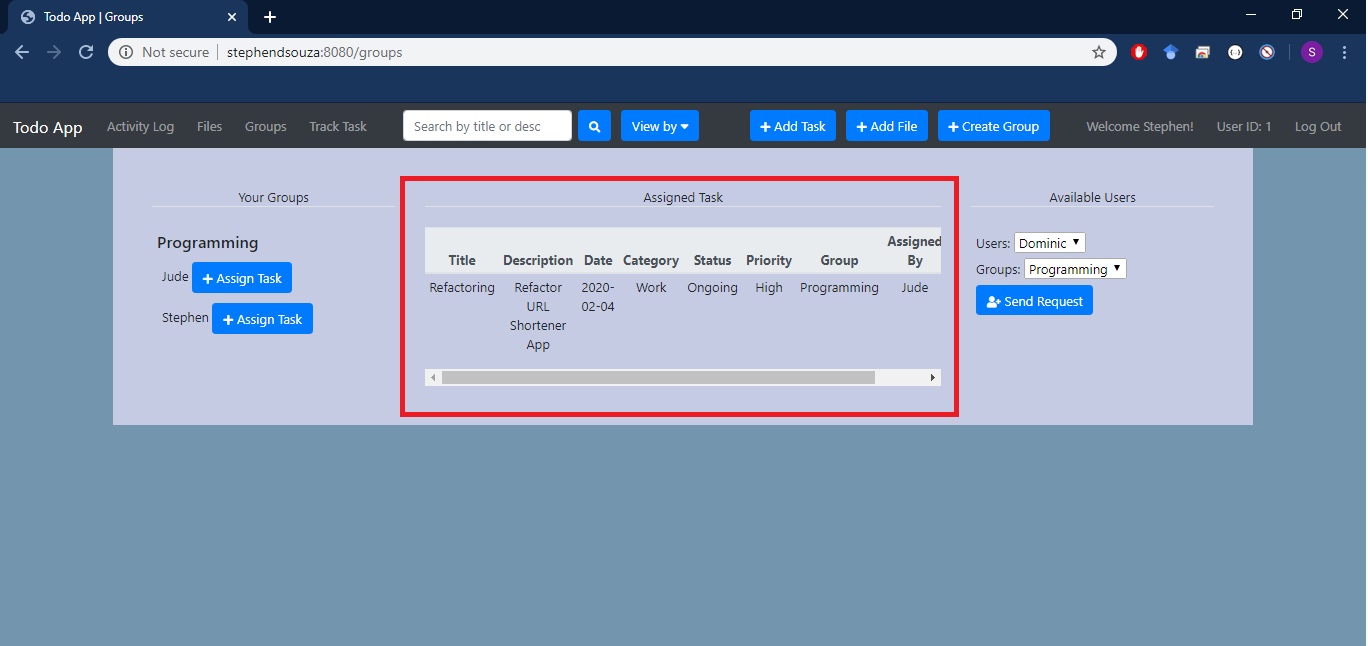 Todo App | Groups
Not secure | stephendsouza:8080/groups
S
Todo App Activity Log Files Groups Track Task Search by title or desc View by Add Task Add File Create Group Welcome Stephen! User ID: 1 Log Out
Your Groups
Programming
Jude Assign Task
Stephen Assign Task
Assigned Task
Title Description Date Category Status Priority Group Assigned By
Refactoring Refactor URL Shortener App 2020-02-04 Work Ongoing High Programming Jude
Available Users
Users: Dominic
Groups: Programming
Send Request